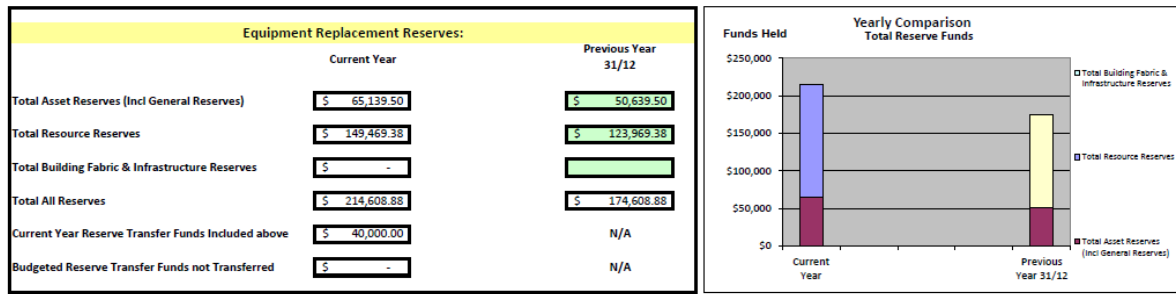 Equipment Replacement Reserves:
Current Year
Previous Year
31/12
Total Asset Reserves (Incl General Reserves) $ 65,139.50 $ 50,639.50
Total Resource Reserves $ 149,469.38 $ 123,969.38
Total Building Fabric & Infrastructure Reserves $ -
Total All Reserves $ 214,608.88 $ 174,608.88
Current Year Reserve Transfer Funds Included above $ 40,000.00 N/A
Budgeted Reserve Transfer Funds not Transferred $ - N/A
Yearly Comparison
Funds Held
Total Reserve Funds
$250,000
$200,000
$150,000
$100,000
$50,000
$0
Current
Year
Previous
Year 31/12
Total Building Fabric &
Infrastructure Reserves
Total Resource Reserves
Total Asset Reserves
(Incl General Reserves)